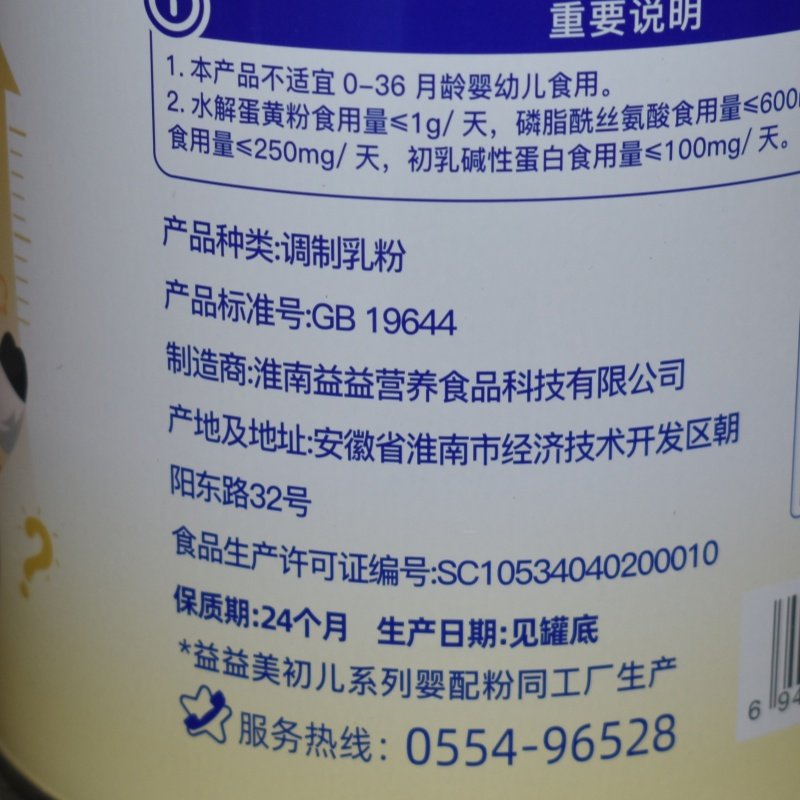 重要说明
1. 本产品不适宜 0-36 月龄婴幼儿食用。
2. 水解蛋黄粉食用量≤1g/ 天，磷脂酰丝氨酸食用量≤600
食用量≤250mg/ 天，初乳碱性蛋白食用量≤100mg/ 天。
产品种类:调制乳粉
产品标准号:GB 19644
制造商:淮南益益营养食品科技有限公司
产地及地址:安徽省淮南市经济技术开发区朝
阳东路32号
食品生产许可证编号:SC10534040200010
保质期:24个月 生产日期:见罐底
*益益美初儿系列婴配粉同工厂生产
服务热线：0554-96528
6 94